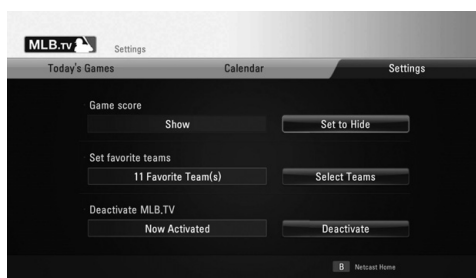 MLB.TV
Settings
Today's Games Calendar Settings
Game score
Show Set to Hide
Set favorite teams
11 Favorite Team(s) Select Teams
Deactivate MLB.TV
Now Activated Deactivate
B Netcast Home